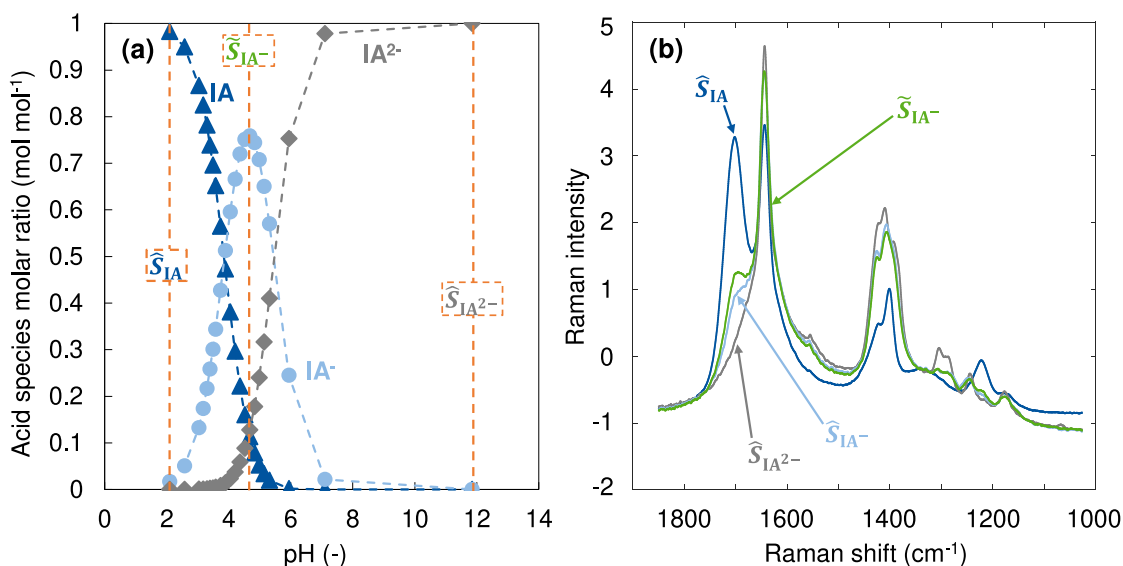 (a)
IA
IA²⁻
IA⁻
S̃IA⁻
ŜIA
ŜIA²⁻
1
0.9
0.8
0.7
0.6
0.5
0.4
0.3
0.2
0.1
0
0 2 4 6 8 10 12 14
Acid species molar ratio (mol mol⁻¹)
pH (-)
(b)
ŜIA
S̃IA⁻
ŜIA⁻
ŜIA²⁻
5
4
3
2
1
0
-1
-2
1800 1600 1400 1200 1000
Raman intensity
Raman shift (cm⁻¹)